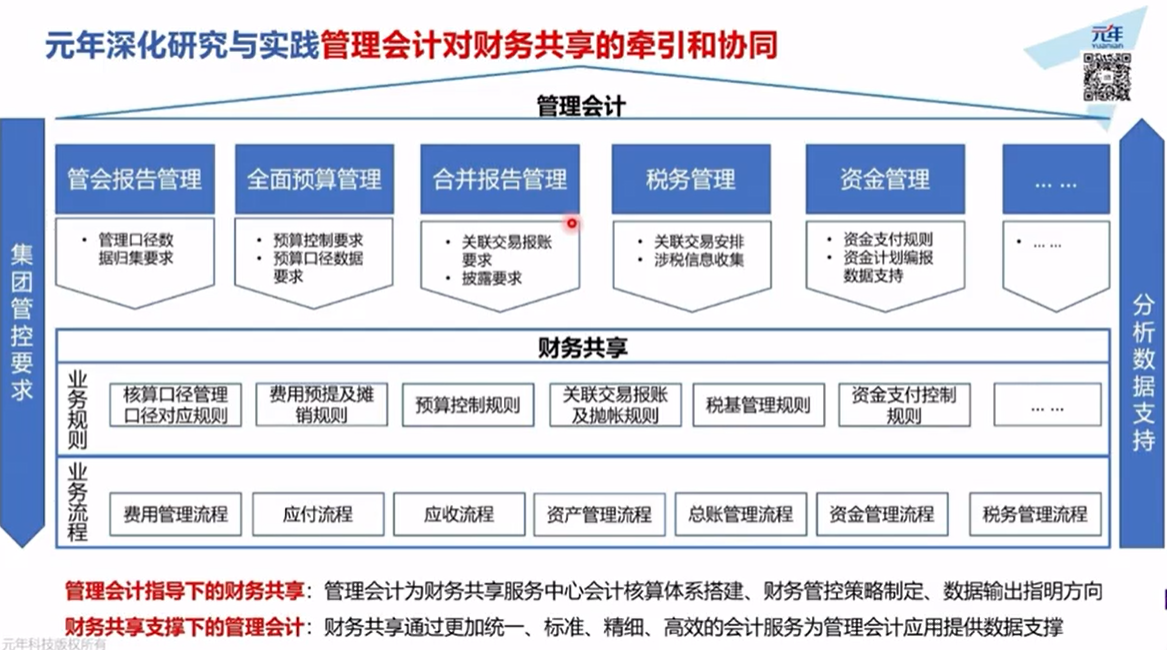 元年深化研究与实践管理会计对财务共享的牵引和协同
元年
Yuanian
管理会计
集团管控要求
管会报告管理
全面预算管理
合并报告管理
税务管理
资金管理
... ...
• 管理口径数
据归集要求
• 预算控制要求
• 预算口径数据
要求
• 关联交易报账
要求
• 披露要求
• 关联交易安排
• 涉税信息收集
• 资金支付规则
• 资金计划编报
数据支持
• ... ...
分析数据支持
财务共享
业务规则
核算口径管理
口径对应规则
费用预提及摊
销规则
预算控制规则
关联交易报账
及抛帐规则
税基管理规则
资金支付控制
规则
... ...
业务流程
费用管理流程
应付流程
应收流程
资产管理流程
总账管理流程
资金管理流程
税务管理流程
管理会计指导下的财务共享：管理会计为财务共享服务中心会计核算体系搭建、财务管控策略制定、数据输出指明方向
财务共享支撑下的管理会计：财务共享通过更加统一、标准、精细、高效的会计服务为管理会计应用提供数据支撑
元年科技版权所有